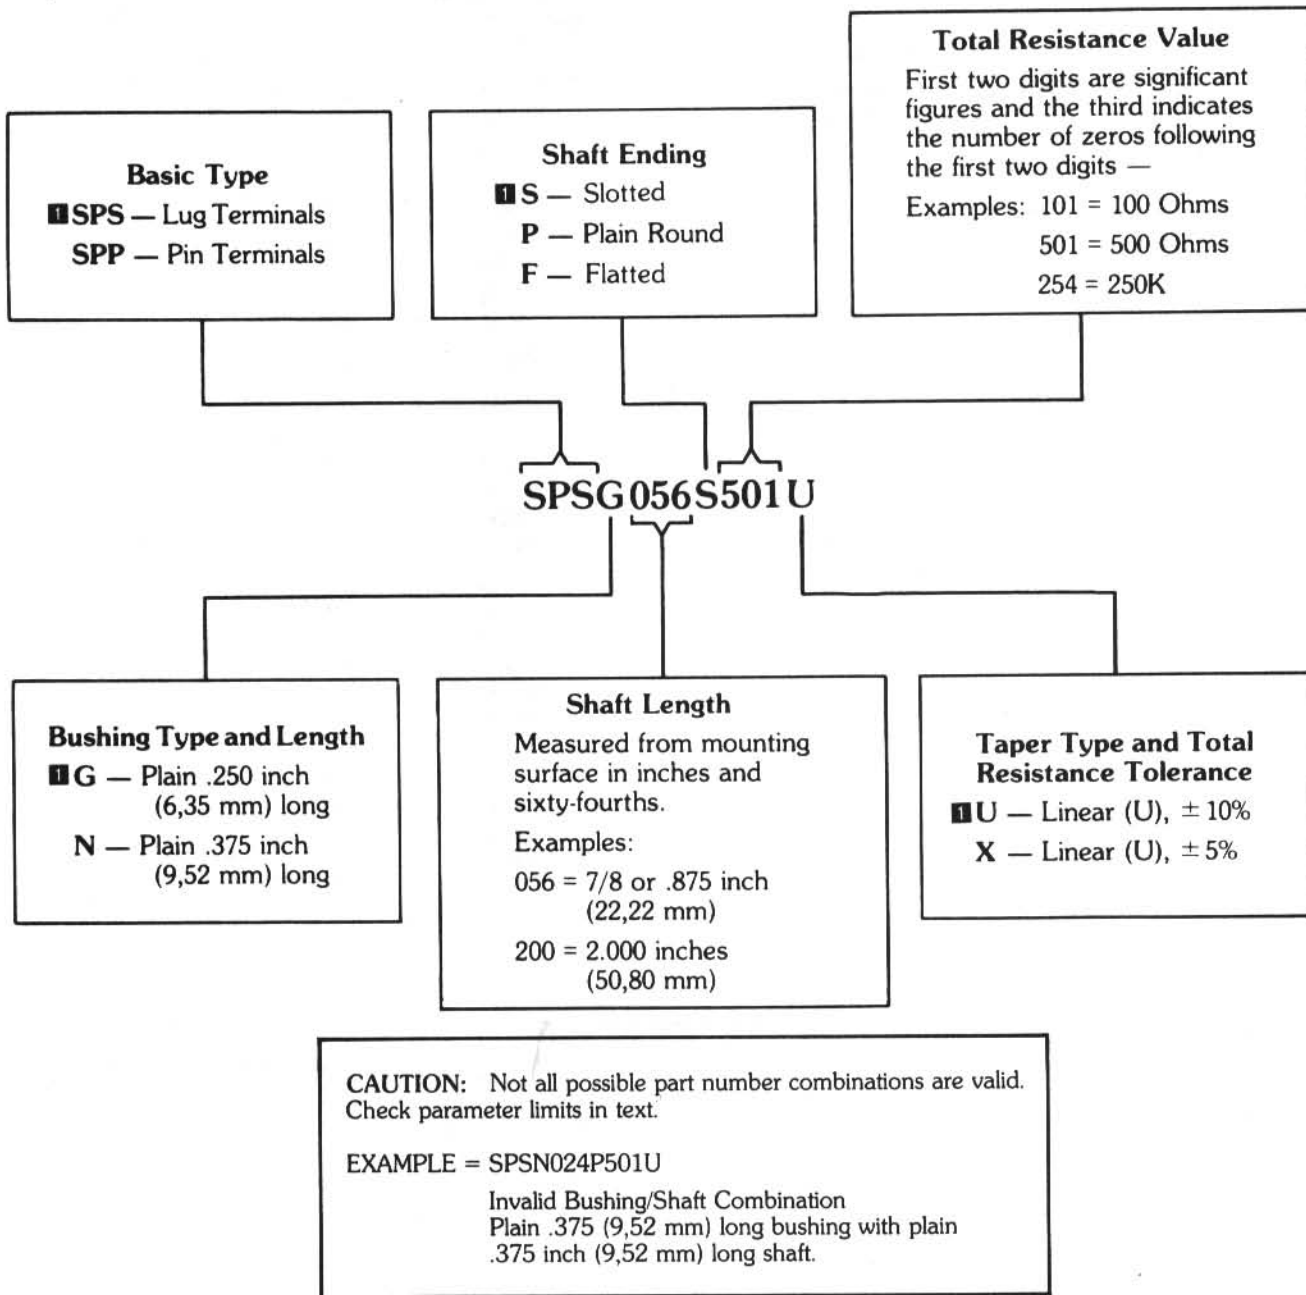 Total Resistance Value
First two digits are significant
figures and the third indicates
the number of zeros following
the first two digits —
Examples: 101 = 100 Ohms
501 = 500 Ohms
254 = 250K
Basic Type
1 SPS — Lug Terminals
SPP — Pin Terminals
Shaft Ending
1 S — Slotted
P — Plain Round
F — Flatted
SPSG056S501U
Bushing Type and Length
1 G — Plain .250 inch
(6,35 mm) long
N — Plain .375 inch
(9,52 mm) long
Shaft Length
Measured from mounting
surface in inches and
sixty-fourths.
Examples:
056 = 7/8 or .875 inch
(22,22 mm)
200 = 2.000 inches
(50,80 mm)
Taper Type and Total
Resistance Tolerance
1 U — Linear (U), ± 10%
X — Linear (U), ± 5%
CAUTION: Not all possible part number combinations are valid.
Check parameter limits in text.
EXAMPLE = SPSN024P501U
Invalid Bushing/Shaft Combination
Plain .375 (9,52 mm) long bushing with plain
.375 inch (9,52 mm) long shaft.